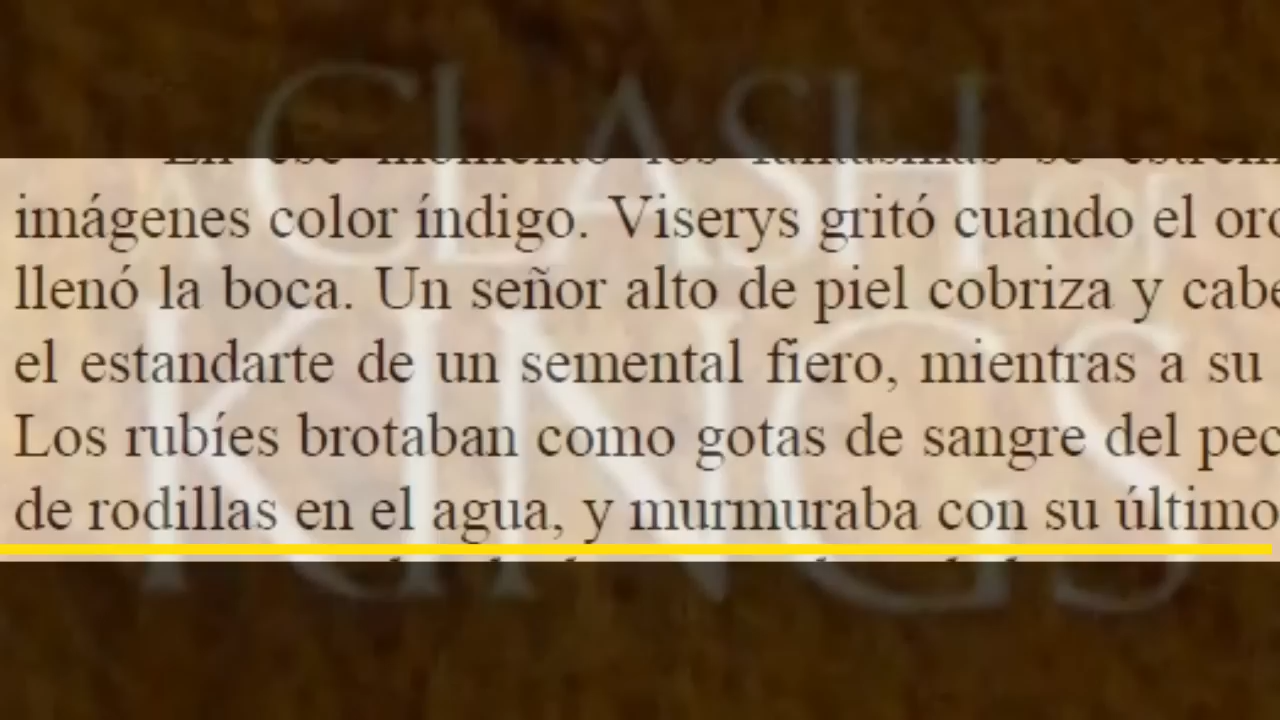 CLASH OF
KINGS
imágenes color índigo. Viserys gritó cuando el oro
llenó la boca. Un señor alto de piel cobriza y cabe
el estandarte de un semental fiero, mientras a su
Los rubíes brotaban como gotas de sangre del pec
de rodillas en el agua, y murmuraba con su último